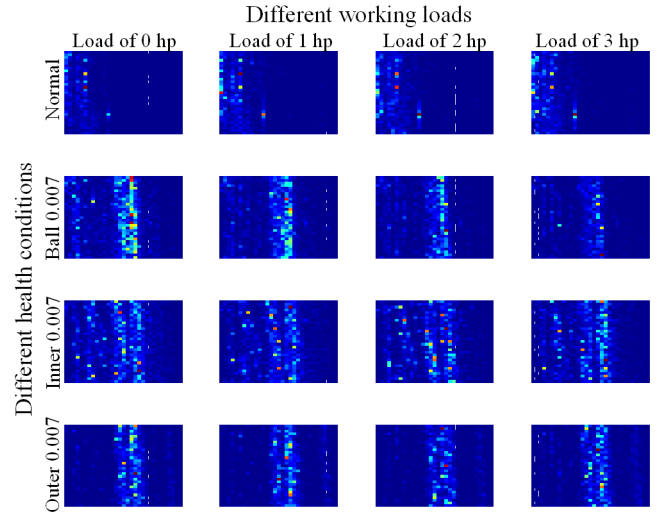 Different working loads
Load of 0 hp
Load of 1 hp
Load of 2 hp
Load of 3 hp
Different health conditions
Normal
Ball 0.007
Inner 0.007
Outer 0.007